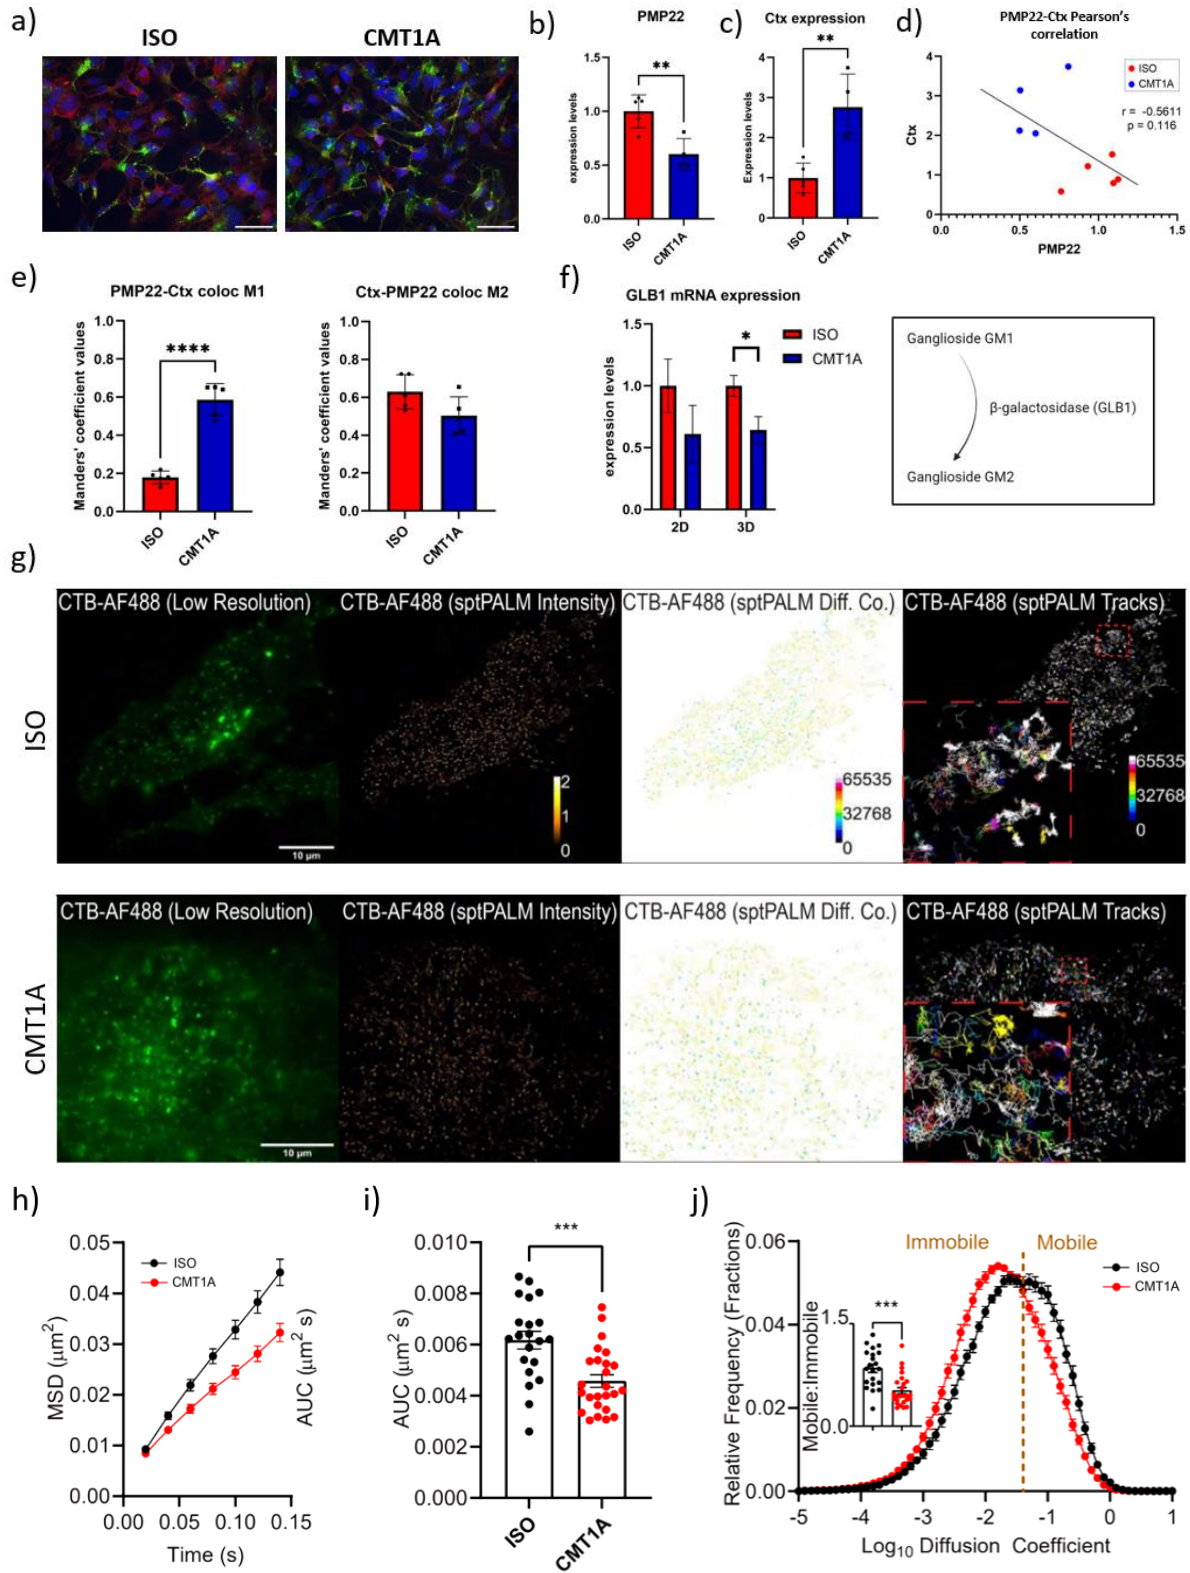 a)
ISO
CMT1A
b)
PMP22
expression levels
1.5
1.0
0.5
0.0
**
ISO
CMT1A
c)
Ctx expression
Expression levels
4
3
2
1
0
**
ISO
CMT1A
d)
PMP22-Ctx Pearson's
correlation
Ctx
4
3
2
1
0
0.0
0.5
1.0
1.5
PMP22
ISO
CMT1A
r = -0.5611
p = 0.116
e)
PMP22-Ctx coloc M1
Manders' coefficient values
1.0
0.8
0.6
0.4
0.2
0.0
****
ISO
CMT1A
Ctx-PMP22 coloc M2
Manders' coefficient values
1.0
0.8
0.6
0.4
0.2
0.0
ISO
CMT1A
f)
GLB1 mRNA expression
expression levels
1.5
1.0
0.5
0.0
*
2D
3D
ISO
CMT1A
Ganglioside GM1
β-galactosidase (GLB1)
Ganglioside GM2
g)
ISO
CTB-AF488 (Low Resolution)
10 µm
CTB-AF488 (sptPALM Intensity)
2
1
0
CTB-AF488 (sptPALM Diff. Co.)
65535
32768
0
CTB-AF488 (sptPALM Tracks)
65535
32768
0
CMT1A
CTB-AF488 (Low Resolution)
10 µm
CTB-AF488 (sptPALM Intensity)
CTB-AF488 (sptPALM Diff. Co.)
CTB-AF488 (sptPALM Tracks)
h)
MSD (µm²)
0.05
0.04
0.03
0.02
0.01
0.00
0.00
0.05
0.10
0.15
Time (s)
ISO
CMT1A
AUC (µm² s)
i)
AUC (µm² s)
0.010
0.008
0.006
0.004
0.002
0.000
***
ISO
CMT1A
j)
Relative Frequency (Fractions)
0.06
0.04
0.02
0.00
-5
-4
-3
-2
-1
0
1
Log₁₀ Diffusion Coefficient
Immobile
Mobile
ISO
CMT1A
Mobile:Immobile
1.5
0.0
***